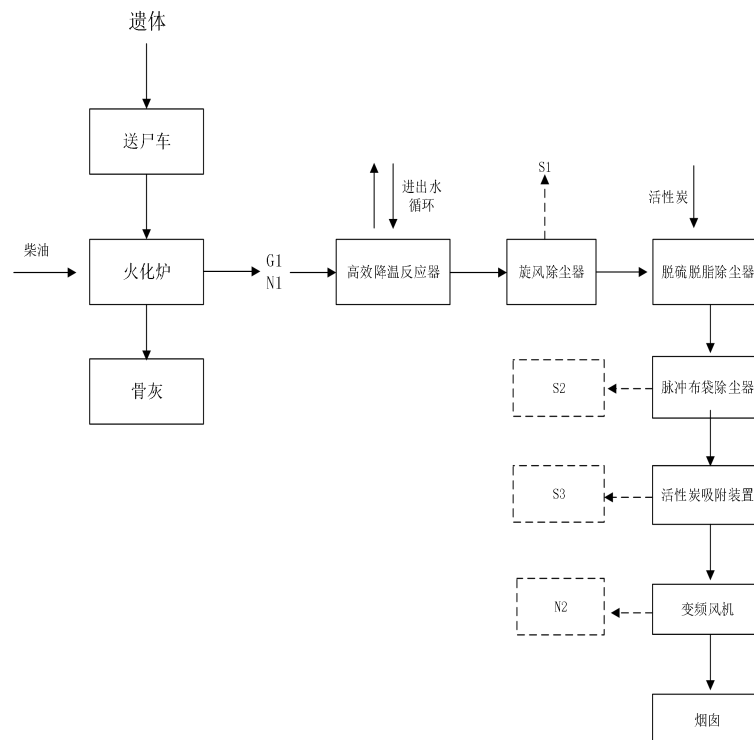 遗体
送尸车
柴油
火化炉
骨灰
G1
N1
进出水
循环
高效降温反应器
S1
旋风除尘器
活性炭
脱硫脱脂除尘器
S2
脉冲布袋除尘器
S3
活性炭吸附装置
N2
变频风机
烟囱